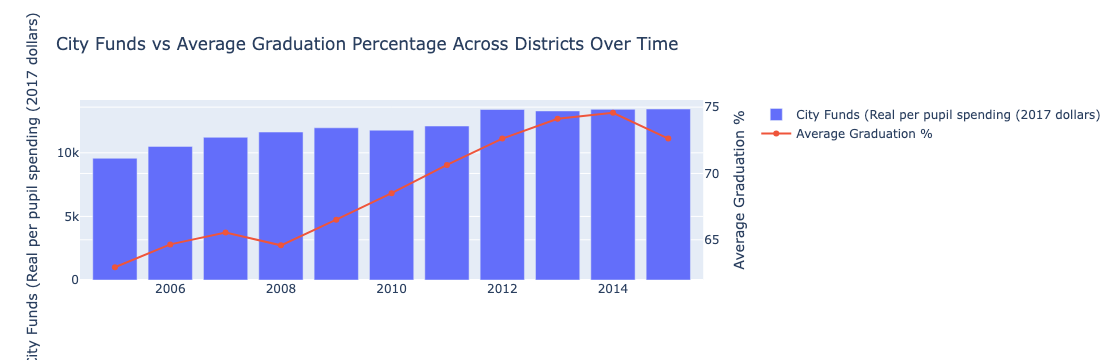 City Funds vs Average Graduation Percentage Across Districts Over Time
City Funds (Real per pupil spending (2017 dollars)
10k
5k
0
2006
2008
2010
2012
2014
75
70
65
Average Graduation %
City Funds (Real per pupil spending (2017 dollars)
Average Graduation %